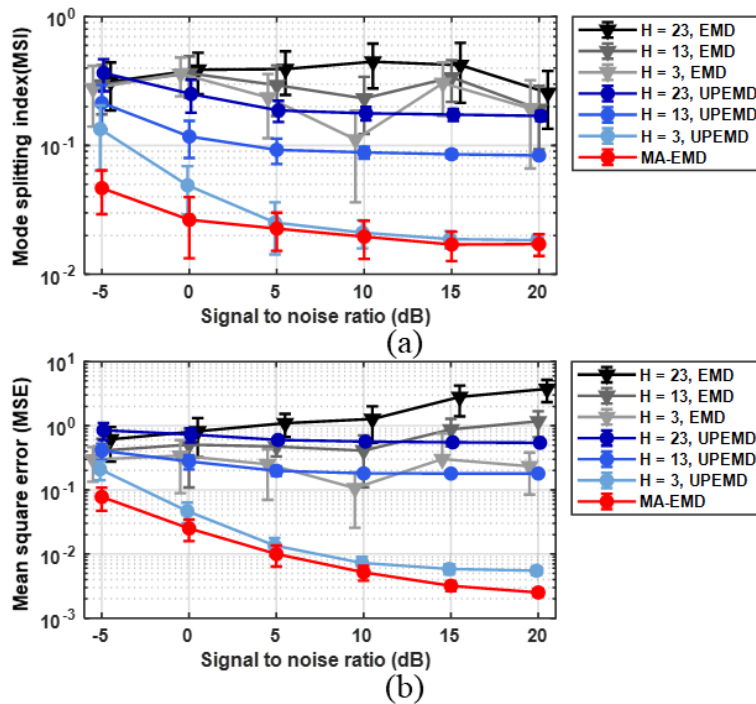 Mode splitting index(MSI)
10^0
10^-1
10^-2
-5 0 5 10 15 20
Signal to noise ratio (dB)
(a)
H = 23, EMD
H = 13, EMD
H = 3, EMD
H = 23, UPEMD
H = 13, UPEMD
H = 3, UPEMD
MA-EMD
Mean square error (MSE)
10^1
10^0
10^-1
10^-2
10^-3
-5 0 5 10 15 20
Signal to noise ratio (dB)
(b)
H = 23, EMD
H = 13, EMD
H = 3, EMD
H = 23, UPEMD
H = 13, UPEMD
H = 3, UPEMD
MA-EMD